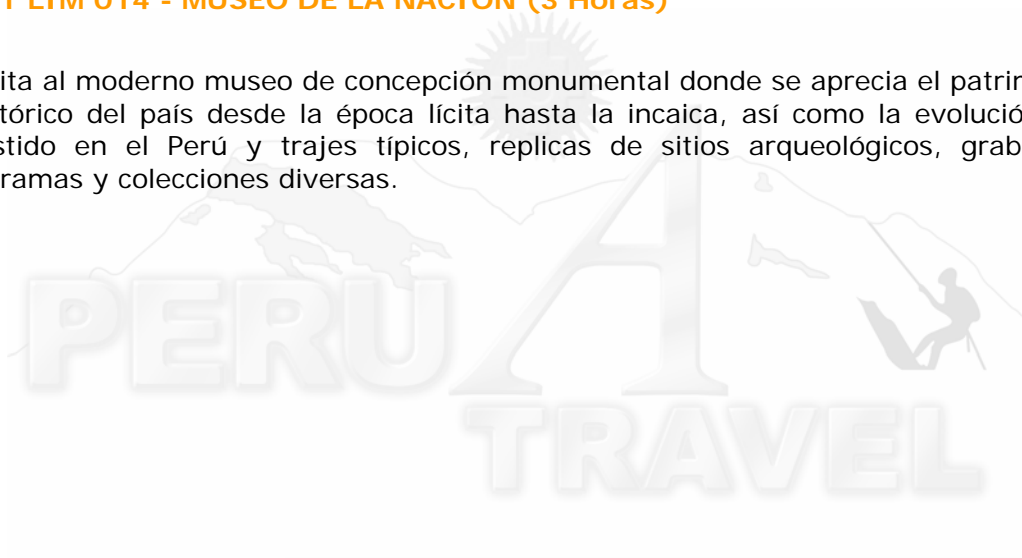 LIM 014 - MUSEO DE LA NACIÓN (3 Horas)
ita al moderno museo de concepción monumental donde se aprecia el patrin
tórico del país desde la época lícita hasta la incaica, así como la evolució
stido en el Perú y trajes típicos, replicas de sitios arqueológicos, grab
ramas y colecciones diversas.
PERU A
TRAVEL